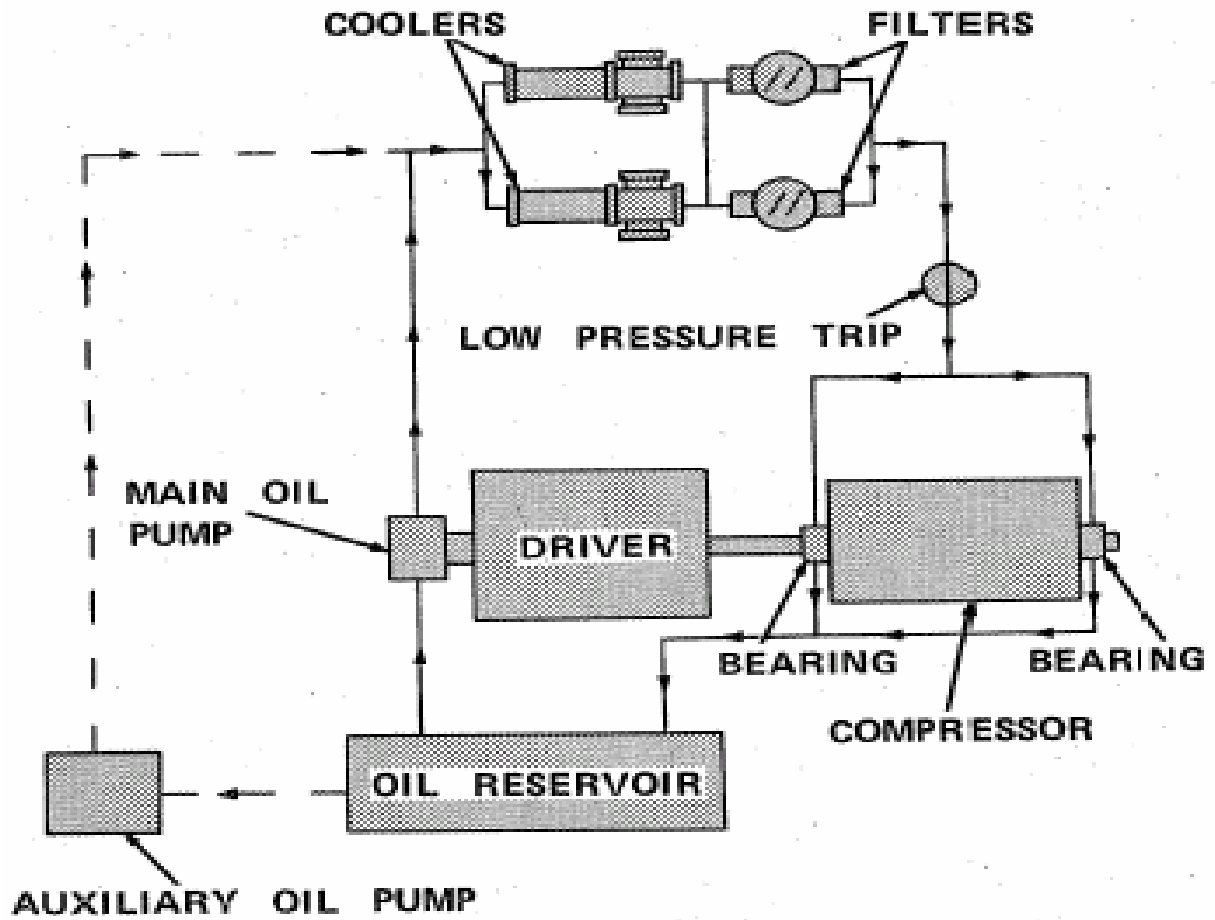 COOLERS
FILTERS
LOW PRESSURE TRIP
MAIN OIL
PUMP
DRIVER
BEARING
BEARING
COMPRESSOR
OIL RESERVOIR
AUXILIARY OIL PUMP